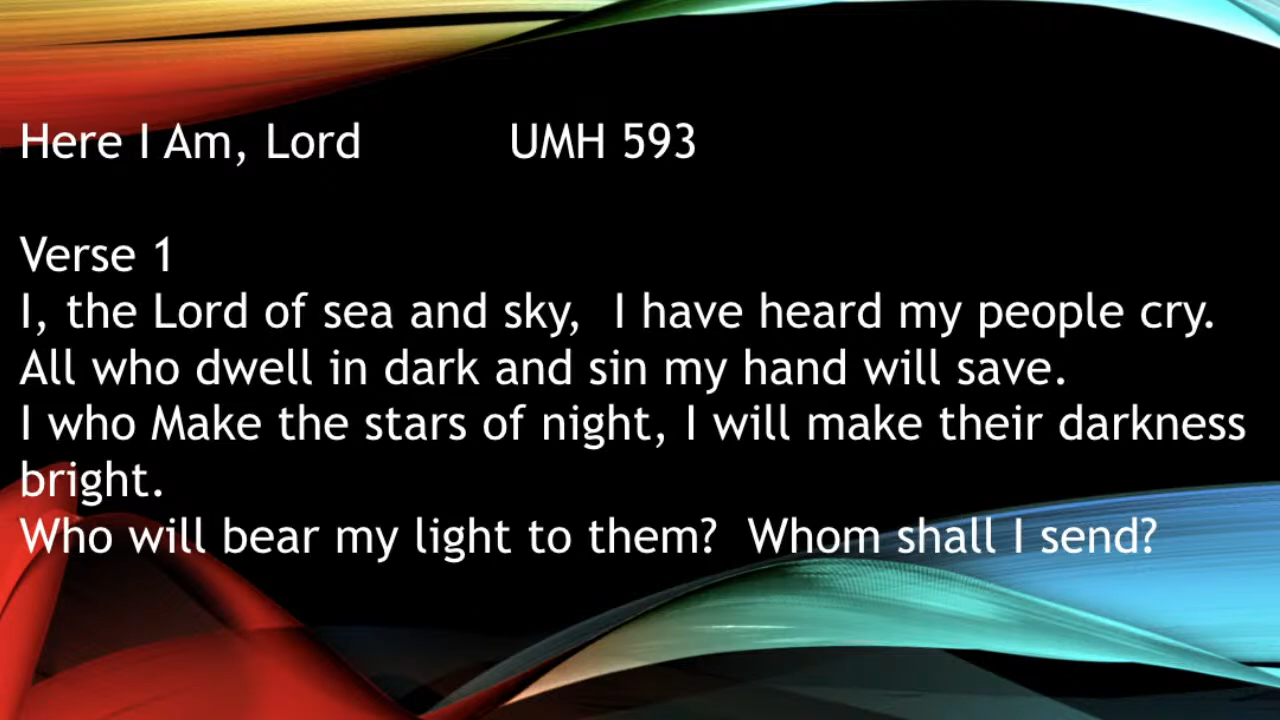 Here I Am, Lord UMH 593
Verse 1
I, the Lord of sea and sky, I have heard my people cry.
All who dwell in dark and sin my hand will save.
I who Make the stars of night, I will make their darkness
bright.
Who will bear my light to them? Whom shall I send?